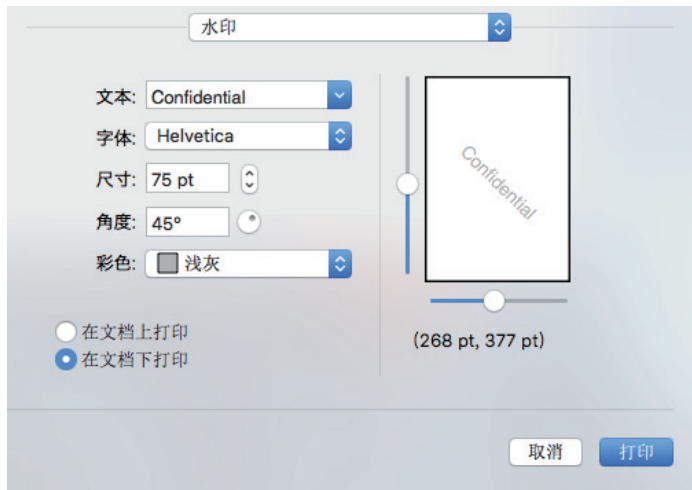 水印
文本: Confidential
字体: Helvetica
尺寸: 75 pt
角度: 45°
彩色: 浅灰
在文档上打印
在文档下打印
Confidential
(268 pt, 377 pt)
取消 打印